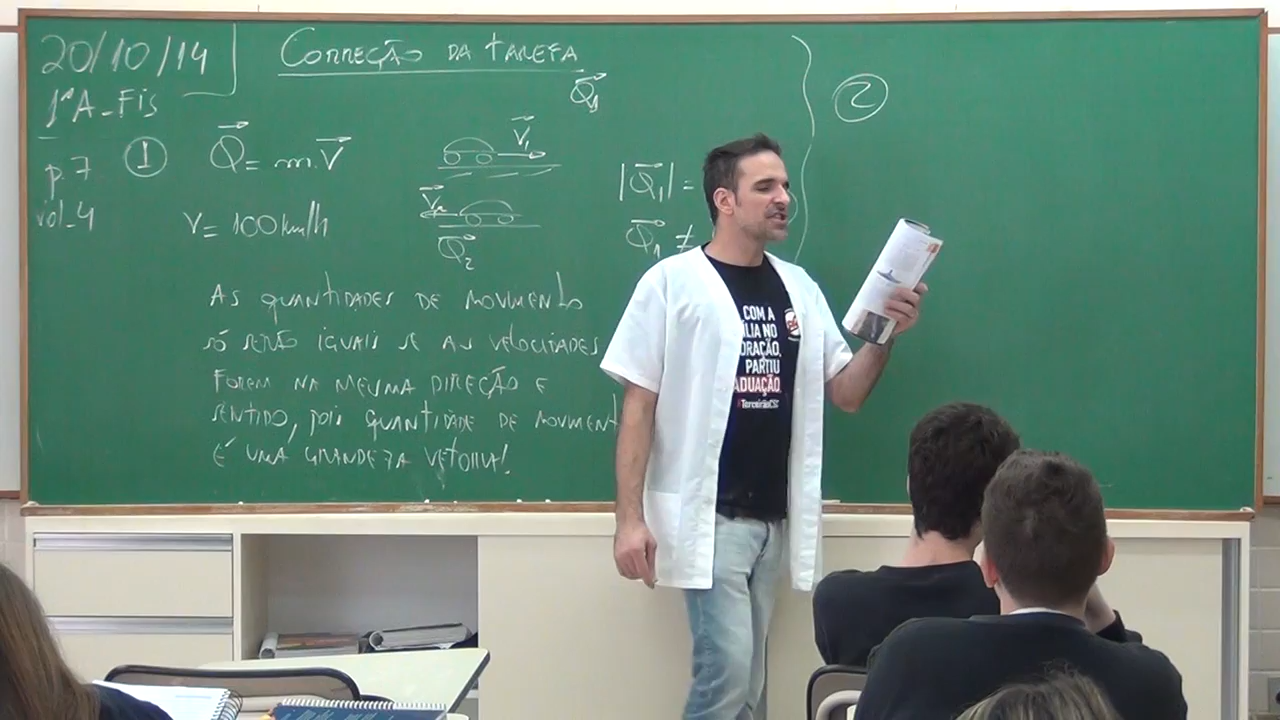 20/10/14
CORREÇÃO DA TAREFA
1ªA - Fis
p.7
vol. 4
1
Q = m.V
V = 100 km/h
V₁
Q₁
V₂
Q₂
|Q₁| =
Q₁ ≠
AS QUANTIDADES DE MOVIMENTO
SÓ SERÃO IGUAIS SE AS VELOCIDADES
FOREM NA MESMA DIREÇÃO E
SENTIDO, POIS QUANTIDADE DE MOVIMENT
É UMA GRANDEZA VETORIAL!
2
COM A
ILIA NO
ORAÇÃO,
PARTIU
ADUAÇÃO